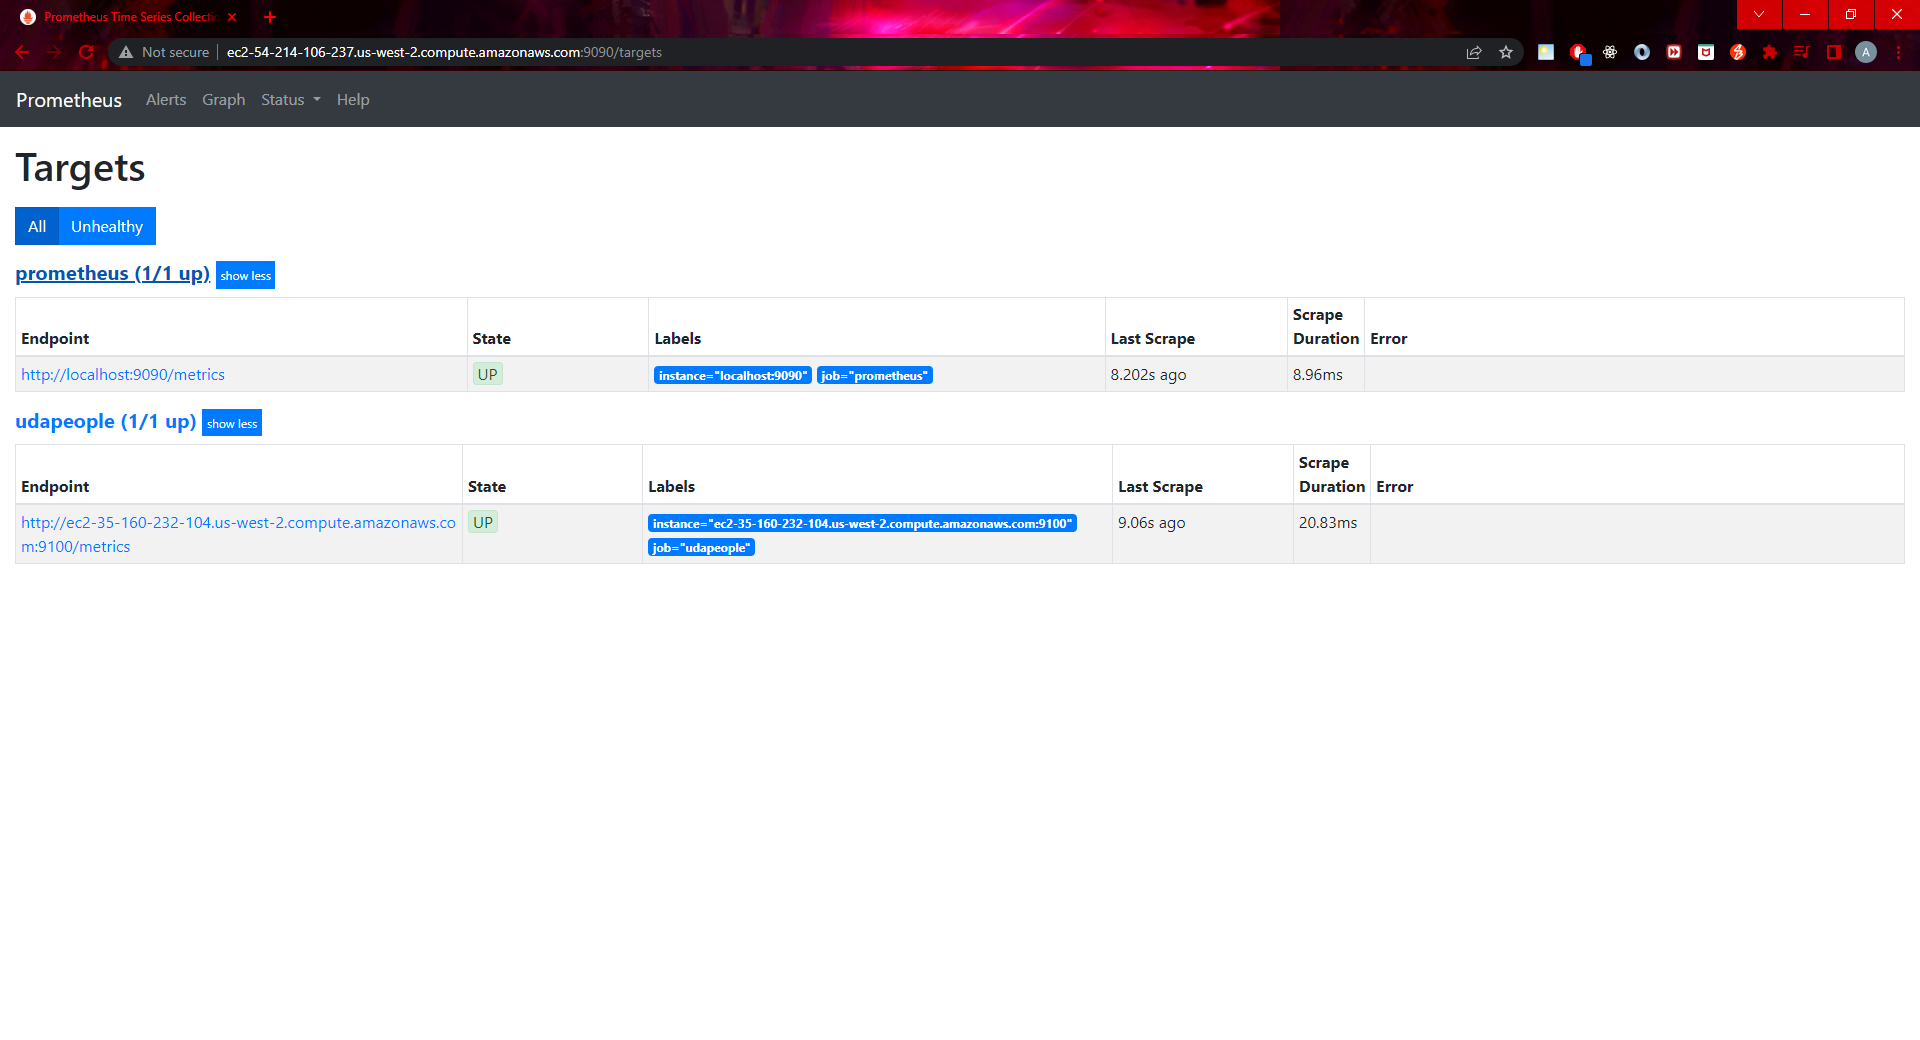 Prometheus Time Series Collectio
Not secure ec2-54-214-106-237.us-west-2.compute.amazonaws.com:9090/targets
A
Prometheus Alerts Graph Status Help
Targets
All Unhealthy
prometheus (1/1 up) show less
Endpoint State Labels Last Scrape Scrape Duration Error
http://localhost:9090/metrics UP instance="localhost:9090" job="prometheus" 8.202s ago 8.96ms
udapeople (1/1 up) show less
Endpoint State Labels Last Scrape Scrape Duration Error
http://ec2-35-160-232-104.us-west-2.compute.amazonaws.co UP instance="ec2-35-160-232-104.us-west-2.compute.amazonaws.com:9100" 9.06s ago 20.83ms
m:9100/metrics job="udapeople"